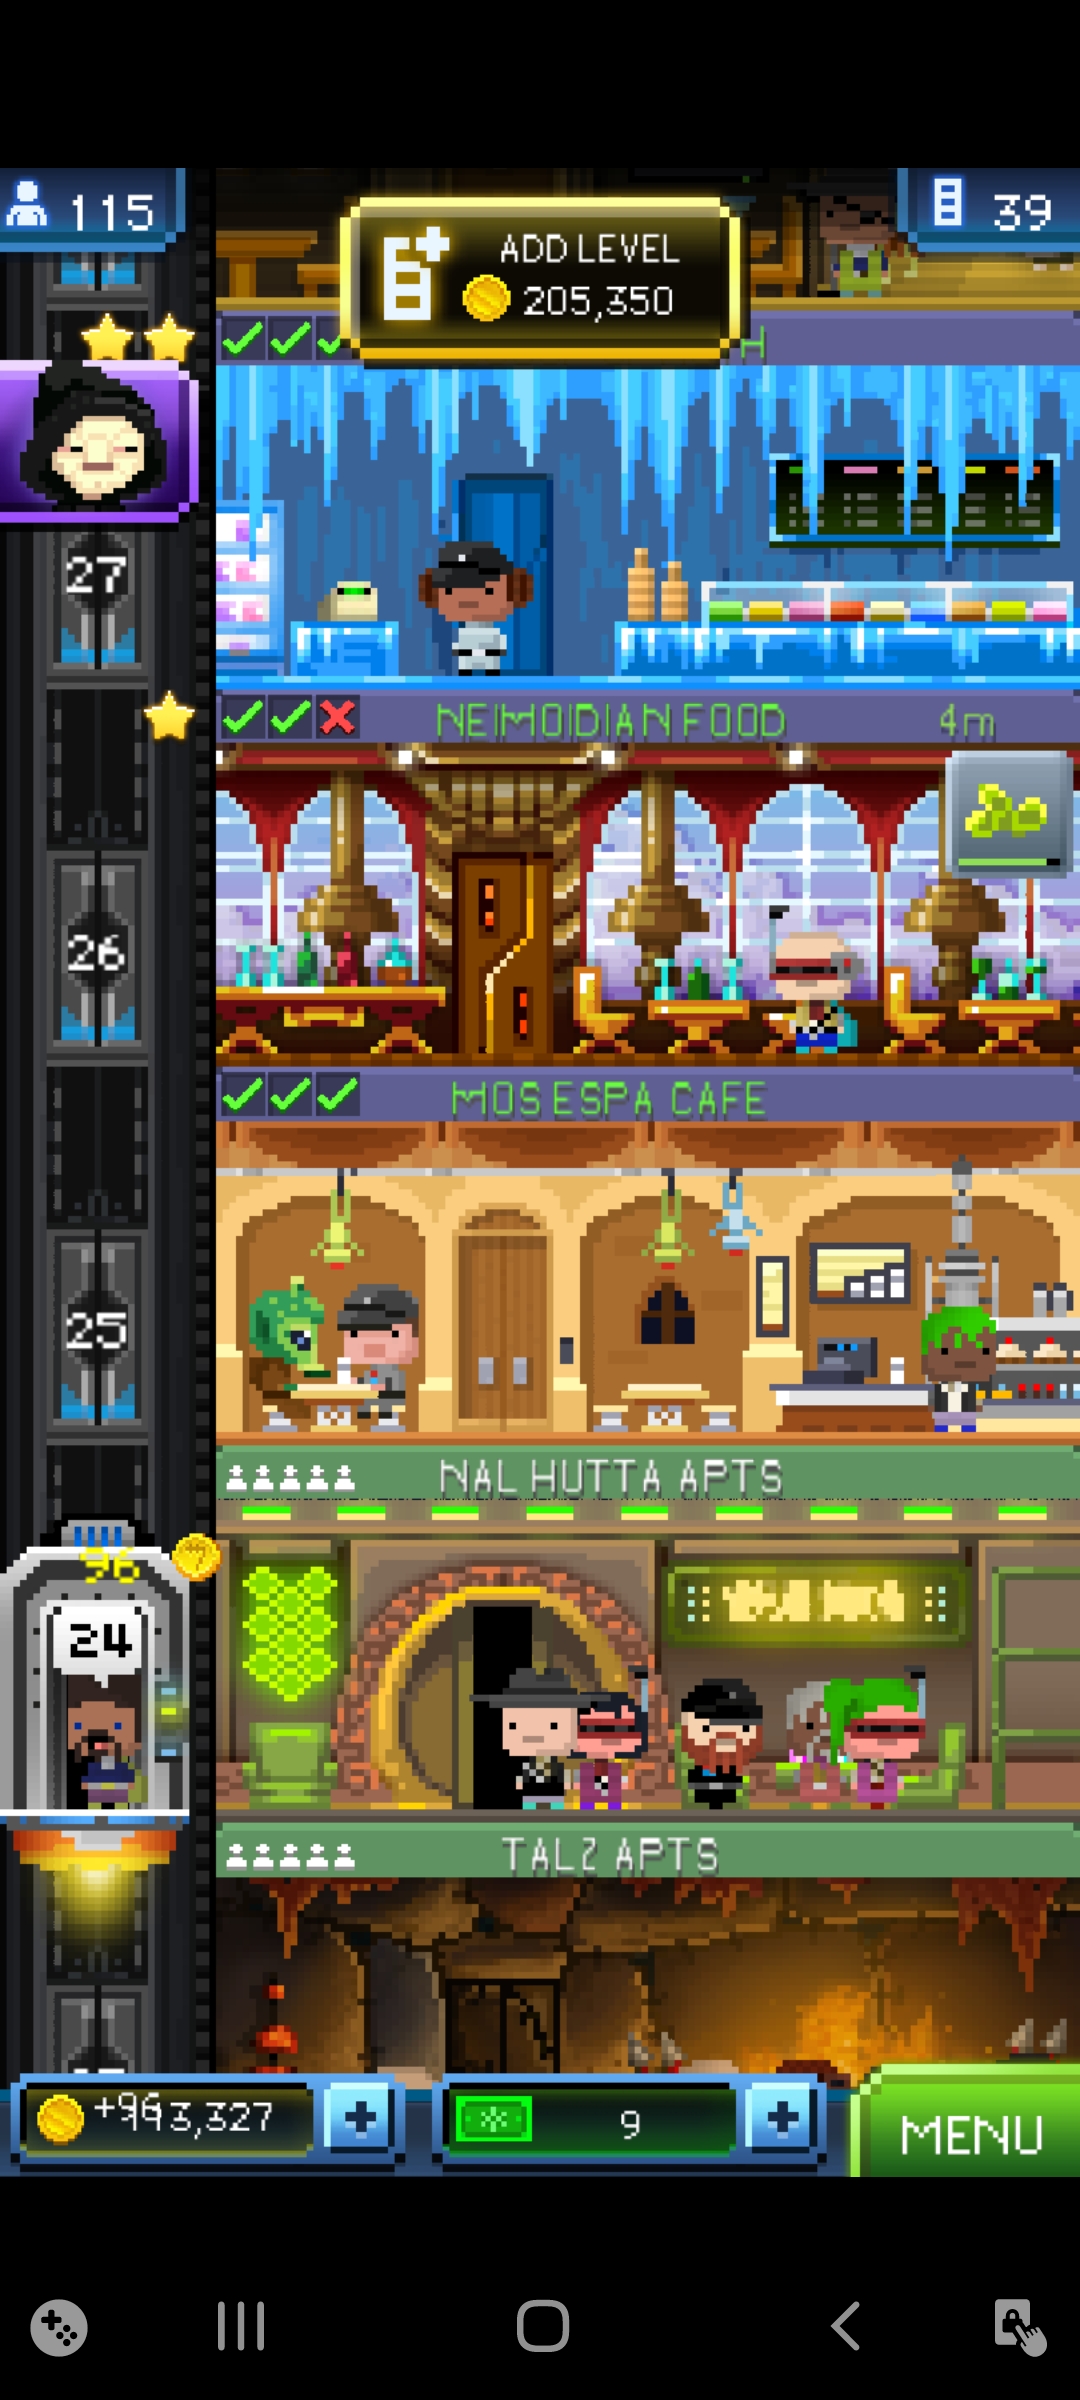 115
ADD LEVEL
205,350
39
H
27
NEIMOIDIAN FOOD 4m
26
MOS ESPA CAFE
25
NAL HUTTA APTS
96
24
TALZ APTS
9
MENU